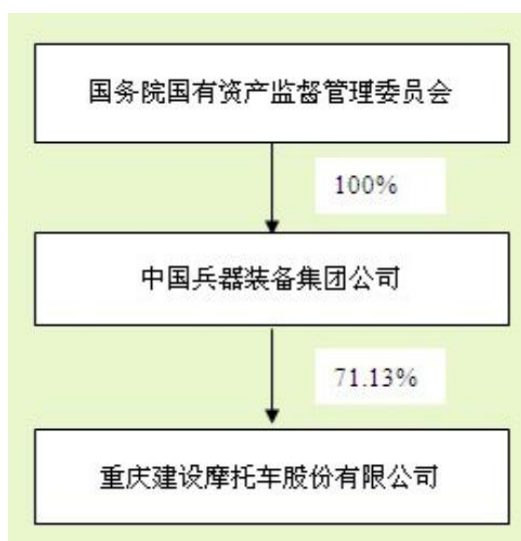 国务院国有资产监督管理委员会
100%
中国兵器装备集团公司
71.13%
重庆建设摩托车股份有限公司